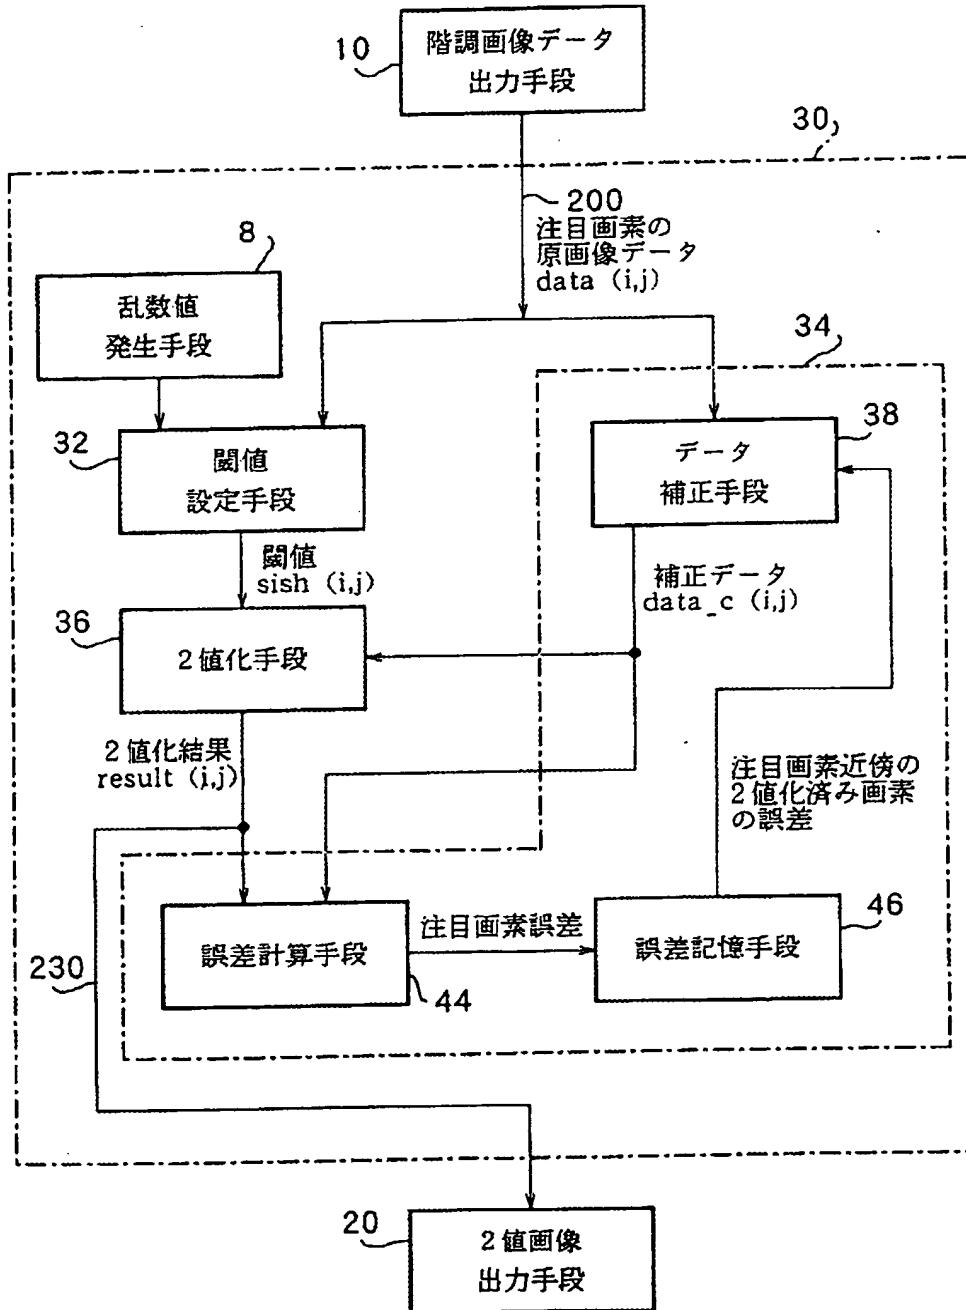 10
階調画像データ
出力手段
30
200
注目画素の
原画像データ
data (i,j)
8
乱数値
発生手段
34
32
閾値
設定手段
38
データ
補正手段
閾値
sish (i,j)
補正データ
data_c (i,j)
36
2値化手段
2値化結果
result (i,j)
注目画素近傍の
2値化済み画素
の誤差
230
誤差計算手段
44
注目画素誤差
46
誤差記憶手段
20
2値画像
出力手段